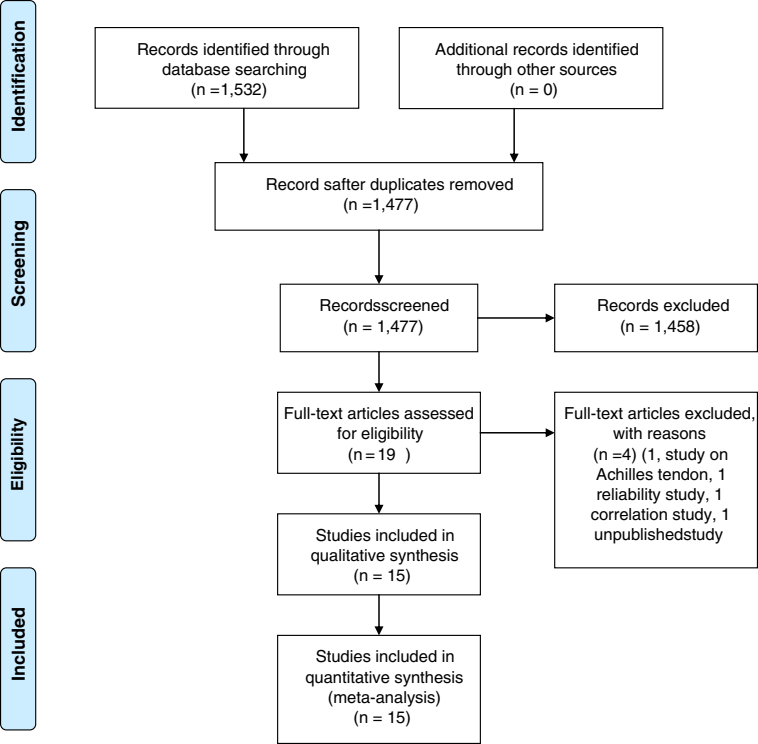 Identification
Records identified through
database searching
(n =1,532)
Additional records identified
through other sources
(n = 0)
Record safter duplicates removed
(n =1,477)
Screening
Recordsscreened
(n = 1,477)
Records excluded
(n = 1,458)
Eligibility
Full-text articles assessed
for eligibility
(n = 19 )
Full-text articles excluded,
with reasons
(n =4) (1, study on
Achilles tendon, 1
reliability study, 1
correlation study, 1
unpublishedstudy
Studies included in
qualitative synthesis
(n = 15)
Included
Studies included in
quantitative synthesis
(meta-analysis)
(n = 15)